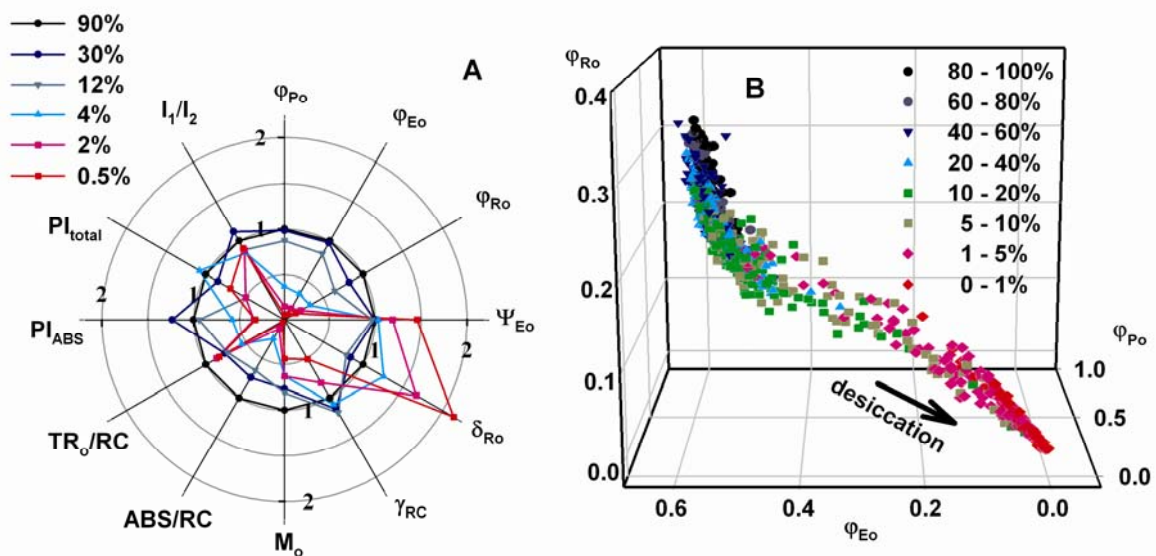 90%
30%
12%
4%
2%
0.5%
A
φPo
φEo
φRo
ΨEo
δRo
γRC
Mo
ABS/RC
TRo/RC
PIABS
PItotal
I1/I2
2
1
2
1
1
2
1
2
B
φRo
0.4
0.3
0.2
0.1
0.0
80 - 100%
60 - 80%
40 - 60%
20 - 40%
10 - 20%
5 - 10%
1 - 5%
0 - 1%
desiccation
φPo
1.0
0.5
0.0
0.6
0.4
0.2
0.0
φEo